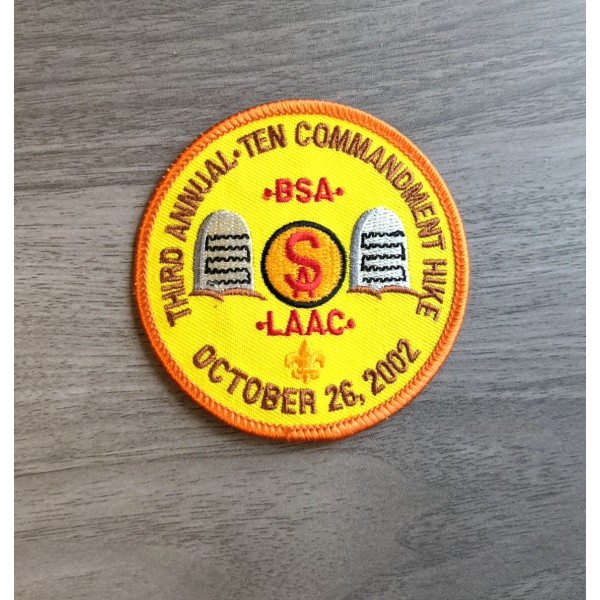 THIRD ANNUAL·TEN COMMANDMENT HIKE
·BSA·
·LAAC·
OCTOBER 26, 2002